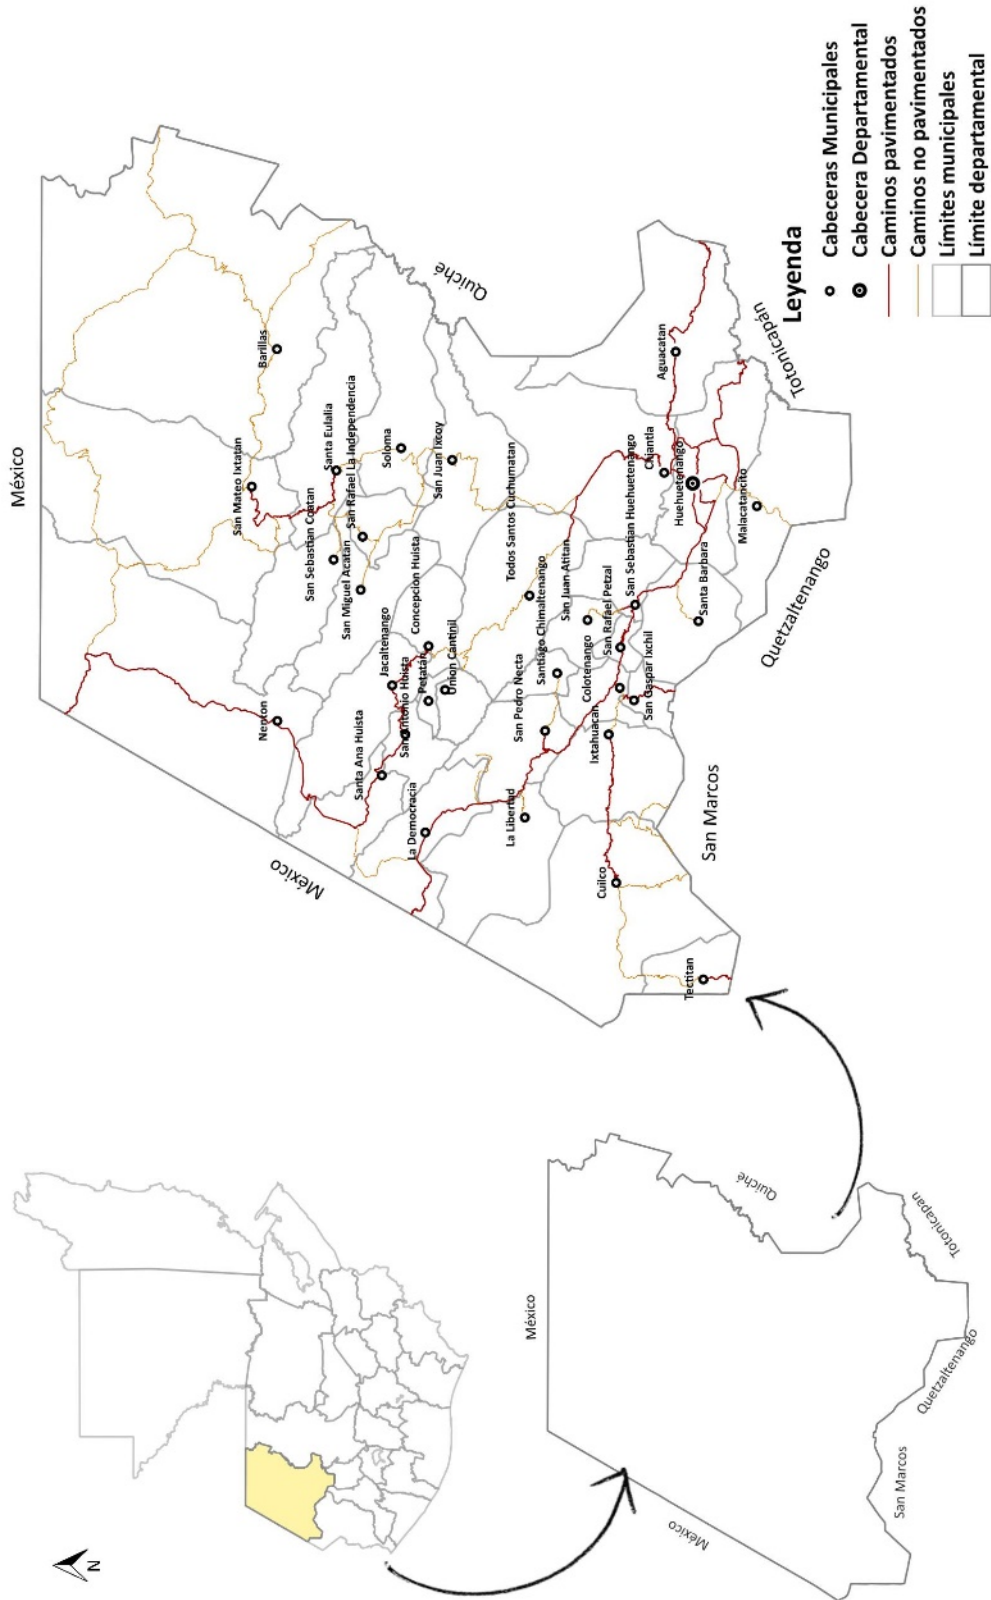 N
México
México
Quiché
Totonicapán
Quetzaltenango
San Marcos
México
México
Quiché
Totonicapán
Quetzaltenango
San Marcos
Barillas
San Mateo Ixtatan
Santa Eulalia
San Sebastian Coatan
San Rafael La Independencia
San Miguel Acatán
Soloma
San Juan Ixcoy
Nenton
Jacaltenango
Concepcion Huista
Santa Ana Huista
San Antonio Huista
Petatán
Union Cantinil
La Democracia
Todos Santos Cuchumatan
San Pedro Necta
Santiago Chimaltenango
San Juan Atitan
La Libertad
Colotenango
San Rafael Petzal
San Sebastian Huehuetenango
Chiantla
Aguacatan
Huehuetenango
Ixtahuacan
San Gaspar Ixchil
Cuilco
Santa Barbara
Malacatancito
Tectitan
Leyenda
Cabeceras Municipales
Cabecera Departamental
Caminos pavimentados
Caminos no pavimentados
Límites municipales
Límite departamental